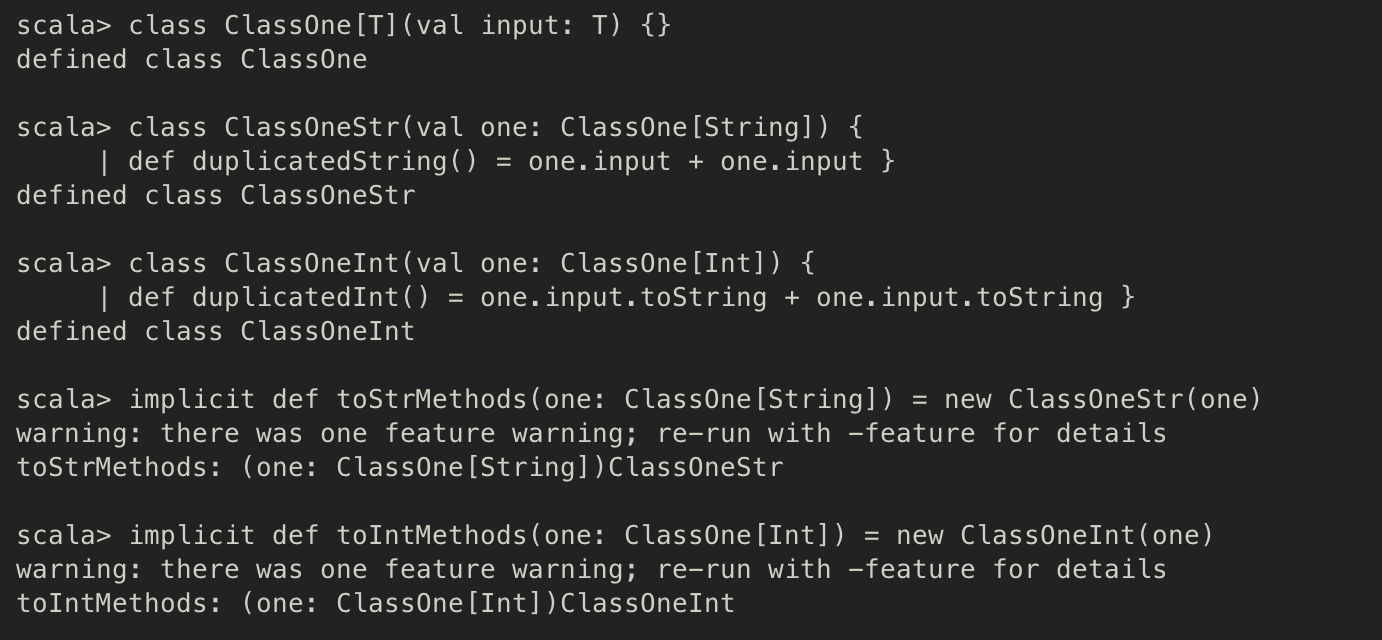 scala> class ClassOne[T](val input: T) {}
defined class ClassOne
scala> class ClassOneStr(val one: ClassOne[String]) {
| def duplicatedString() = one.input + one.input }
defined class ClassOneStr
scala> class ClassOneInt(val one: ClassOne[Int]) {
| def duplicatedInt() = one.input.toString + one.input.toString }
defined class ClassOneInt
scala> implicit def toStrMethods(one: ClassOne[String]) = new ClassOneStr(one)
warning: there was one feature warning; re-run with -feature for details
toStrMethods: (one: ClassOne[String])ClassOneStr
scala> implicit def toIntMethods(one: ClassOne[Int]) = new ClassOneInt(one)
warning: there was one feature warning; re-run with -feature for details
toIntMethods: (one: ClassOne[Int])ClassOneInt